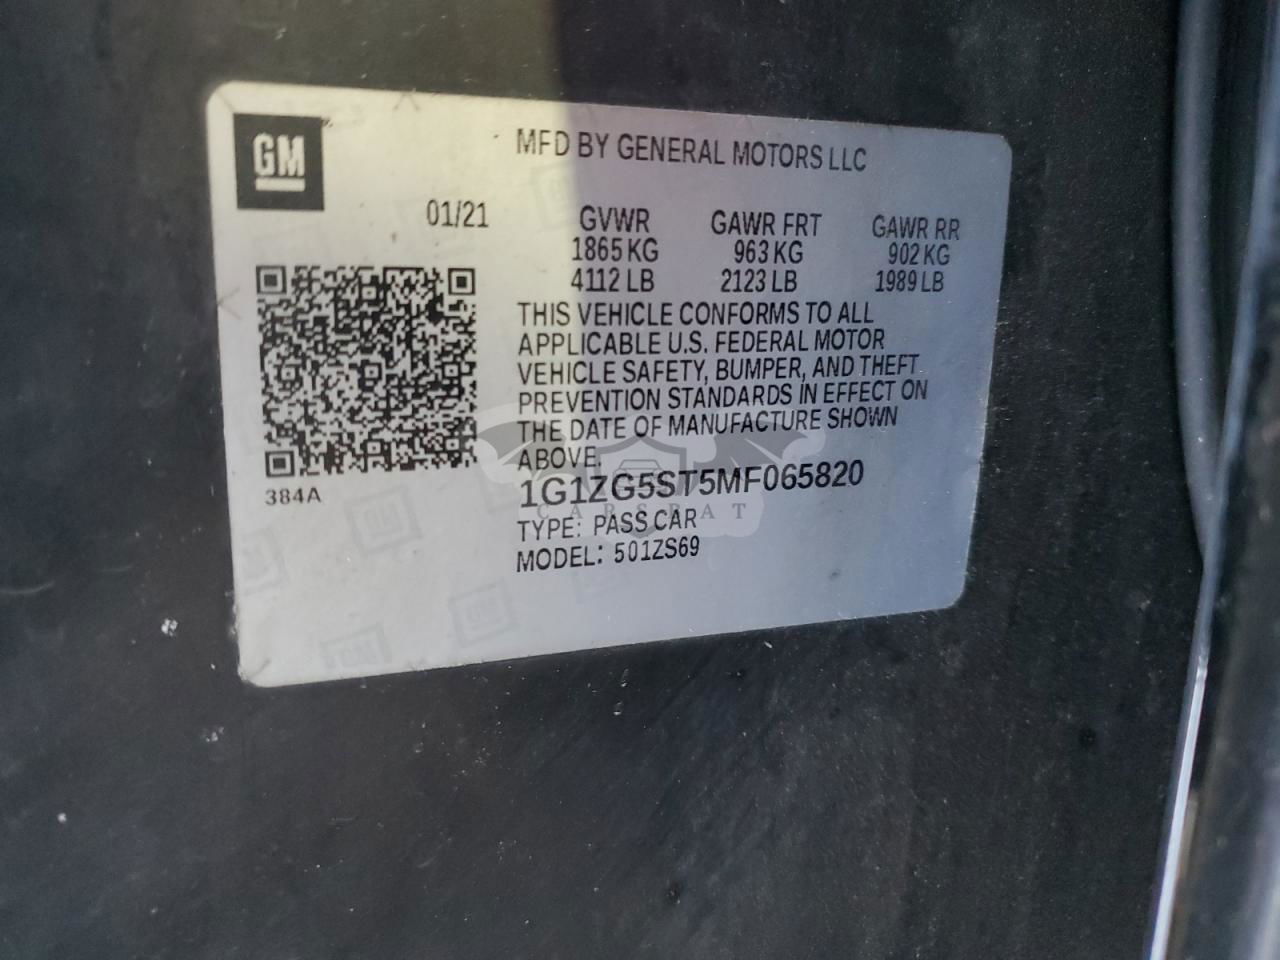 GM
MFD BY GENERAL MOTORS LLC
01/21
GVWR GAWR FRT GAWR RR
1865 KG 963 KG 902 KG
4112 LB 2123 LB 1989 LB
THIS VEHICLE CONFORMS TO ALL
APPLICABLE U.S. FEDERAL MOTOR
VEHICLE SAFETY, BUMPER, AND THEFT
PREVENTION STANDARDS IN EFFECT ON
THE DATE OF MANUFACTURE SHOWN
ABOVE.
384A
1G1ZG5ST5MF065820
CARSBAT
TYPE: PASS CAR
MODEL: 501ZS69